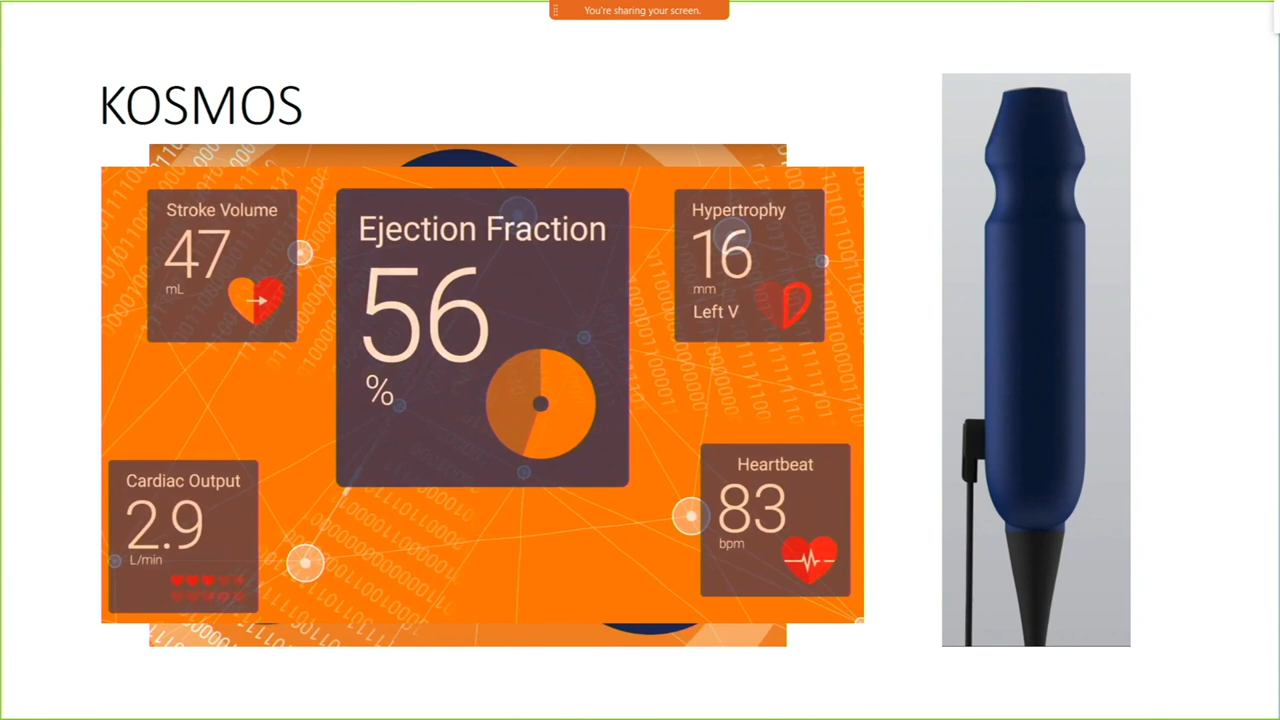 You're sharing your screen.
KOSMOS
Stroke Volume
47
mL
Ejection Fraction
56
%
Hypertrophy
16
mm
Left V
Cardiac Output
2.9
L/min
Heartbeat
83
bpm